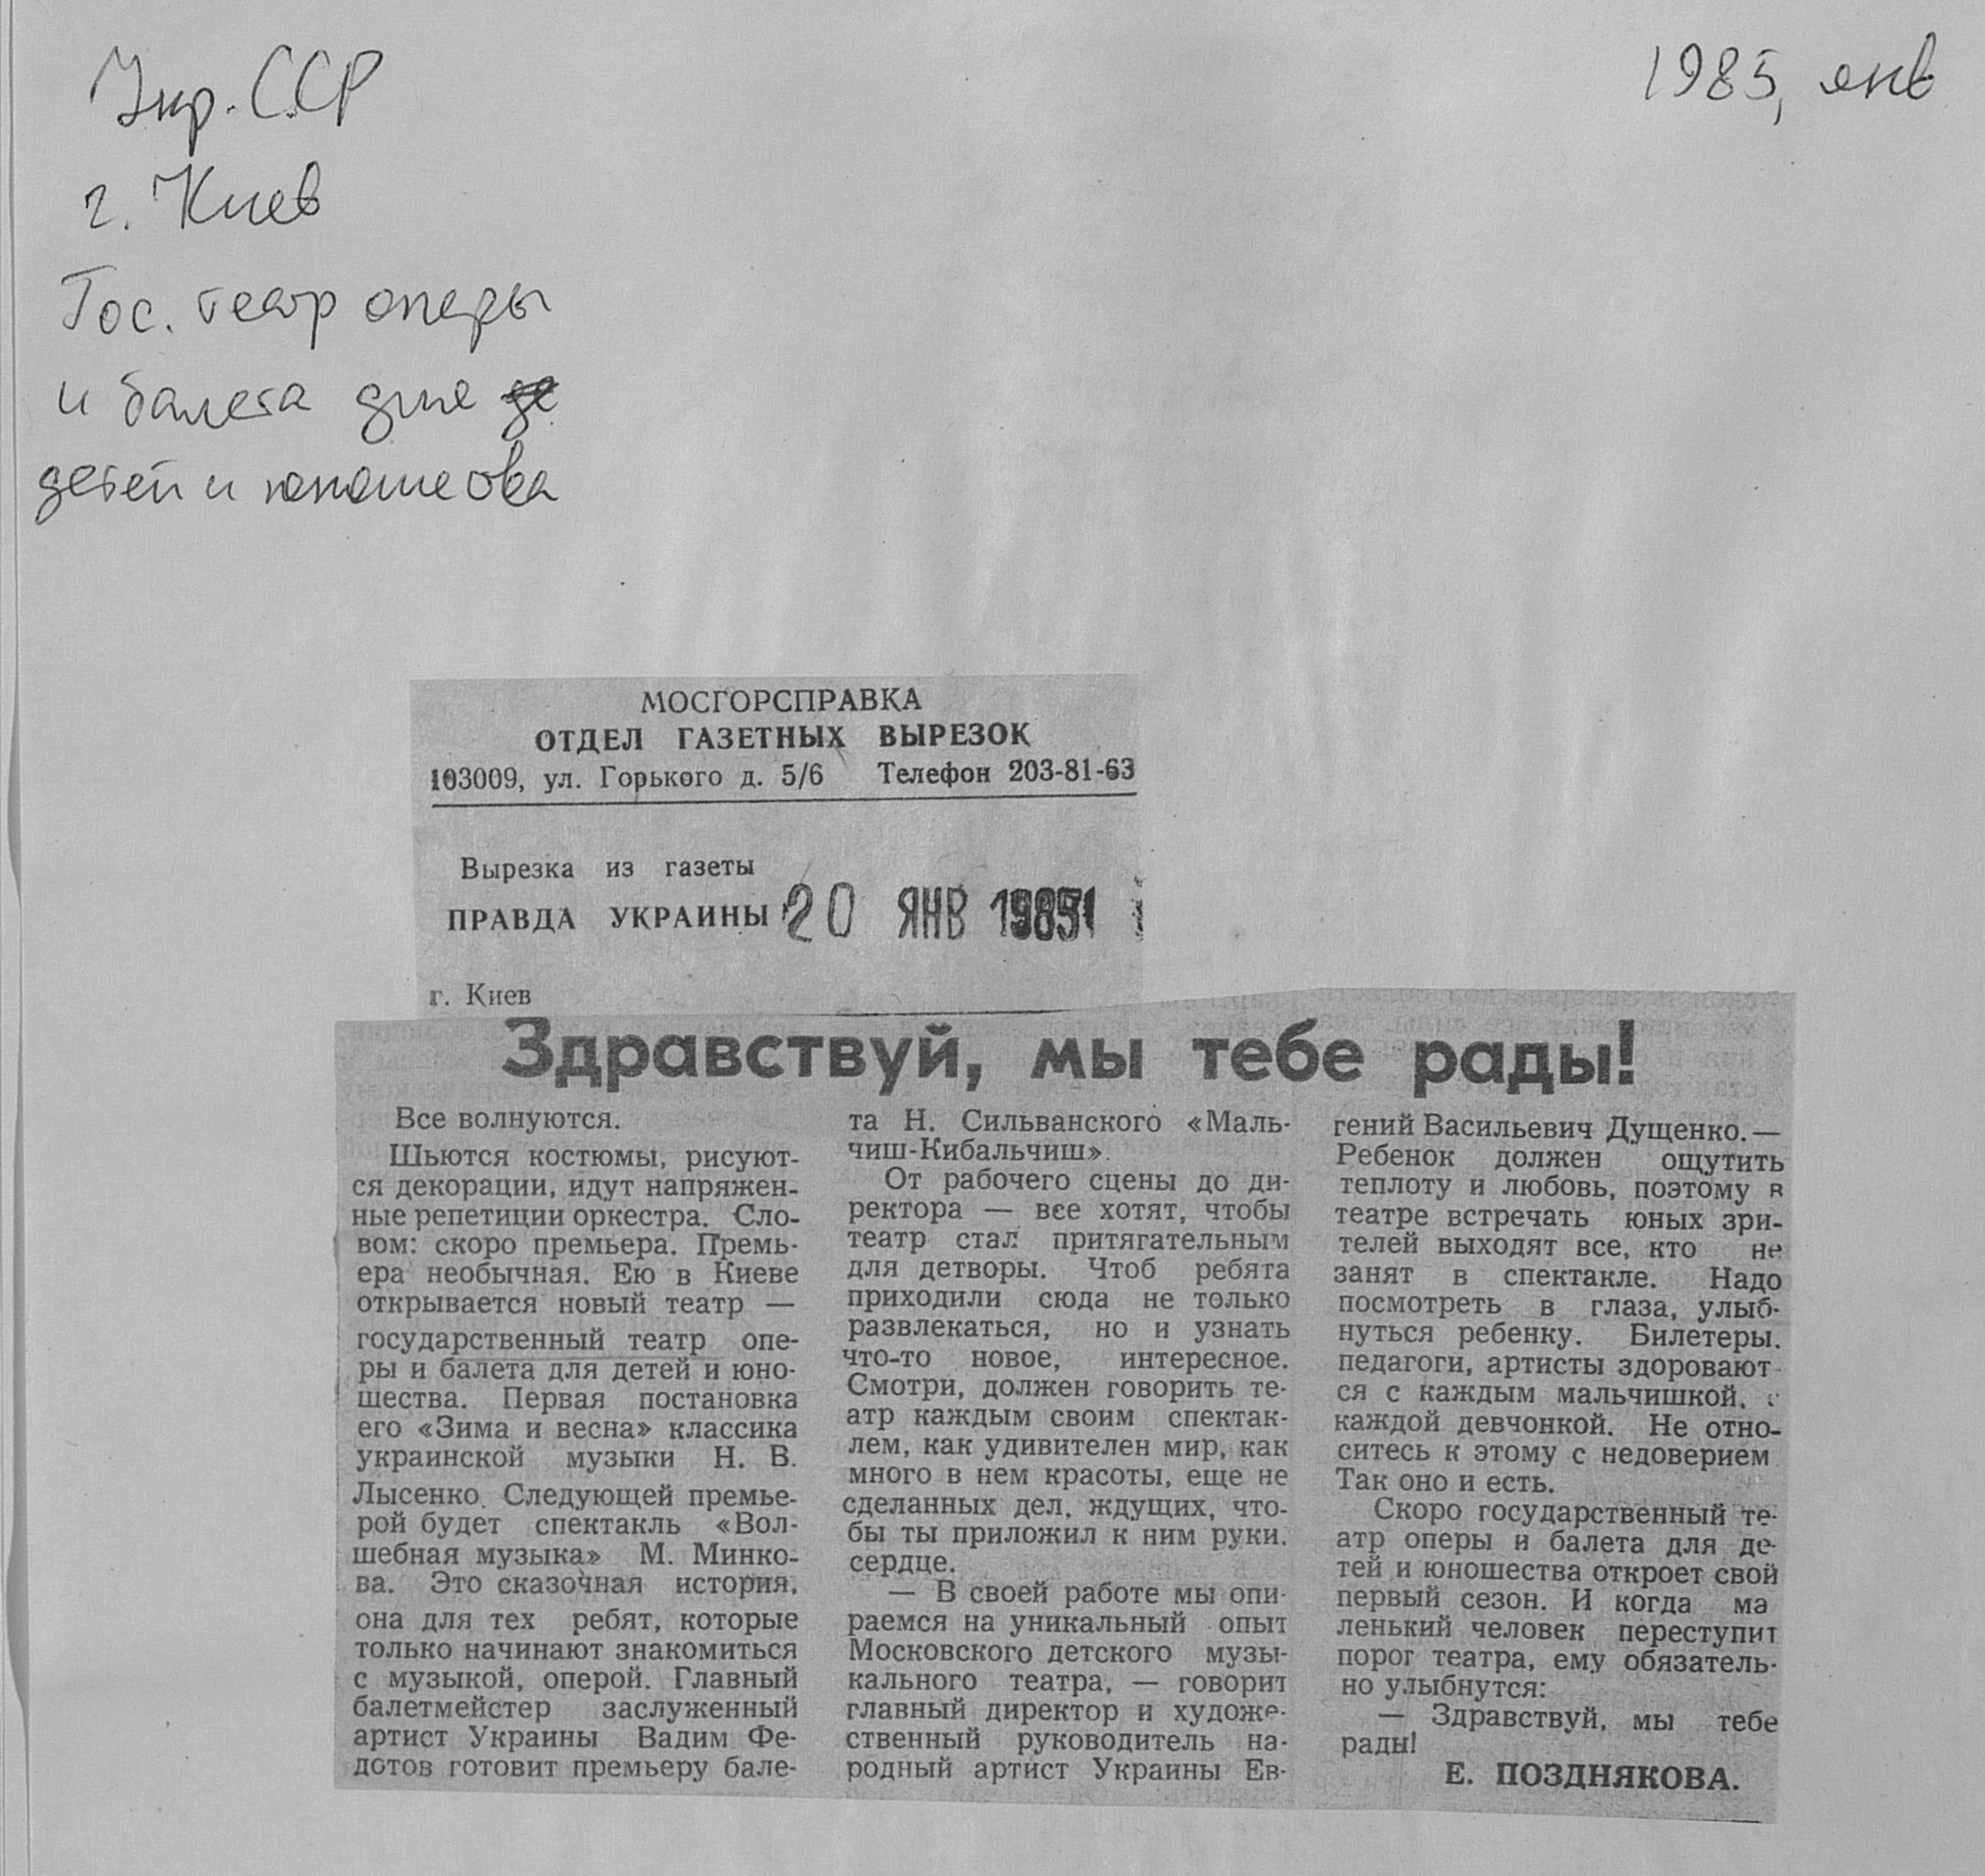 Укр. ССР
г. Киев
Гос. театр оперы
и балета для де
детей и юношества
1985, янв
МОСГОРСПРАВКА
ОТДЕЛ ГАЗЕТНЫХ ВЫРЕЗОК
103009, ул. Горького д. 5/6 Телефон 203-81-63
Вырезка из газеты
ПРАВДА УКРАИНЫ 20 ЯНВ 1985
г. Киев
Здравствуй, мы тебе рады!
Все волнуются.
Шьются костюмы, рисуют-
ся декорации, идут напряжен-
ные репетиции оркестра. Сло-
вом: скоро премьера. Премь-
ера необычная. Ею в Киеве
открывается новый театр —
государственный театр опе-
ры и балета для детей и юно-
шества. Первая постановка
его «Зима и весна» классика
украинской музыки Н. В.
Лысенко. Следующей премье-
рой будет спектакль «Вол-
шебная музыка» М. Минко-
ва. Это сказочная история,
она для тех ребят, которые
только начинают знакомиться
с музыкой, оперой. Главный
балетмейстер заслуженный
артист Украины Вадим Фе-
дотов готовит премьеру бале-
та Н. Сильванского «Маль-
чиш-Кибальчиш».
От рабочего сцены до ди-
ректора — все хотят, чтобы
театр стал притягательным
для детворы. Чтоб ребята
приходили сюда не только
развлекаться, но и узнать
что-то новое, интересное.
Смотри, должен говорить те-
атр каждым своим спектак-
лем, как удивителен мир, как
много в нем красоты, еще не
сделанных дел, ждущих, что-
бы ты приложил к ним руки,
сердце.
— В своей работе мы опи-
раемся на уникальный опыт
Московского детского музы-
кального театра, — говорит
главный директор и художе-
ственный руководитель на-
родный артист Украины Ев-
гений Васильевич Дущенко. —
Ребенок должен ощутить
теплоту и любовь, поэтому в
театре встречать юных зри-
телей выходят все, кто не
занят в спектакле. Надо
посмотреть в глаза, улыб-
нуться ребенку. Билетеры,
педагоги, артисты здоровают-
ся с каждым мальчишкой, с
каждой девчонкой. Не отно-
ситесь к этому с недоверием.
Так оно и есть.
Скоро государственный те-
атр оперы и балета для де-
тей и юношества откроет свой
первый сезон. И когда ма
ленький человек переступит
порог театра, ему обязатель-
но улыбнутся:
— Здравствуй, мы тебе
рады!
Е. ПОЗДНЯКОВА.